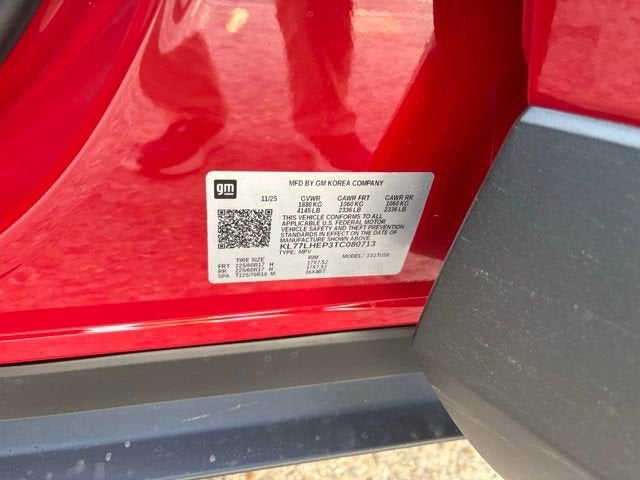 gm
MFD BY GM KOREA COMPANY
11/25 GVWR GAWR FRT GAWR RR
1880 KG 1060 KG 1060 KG
4145 LB 2336 LB 2336 LB
THIS VEHICLE CONFORMS TO ALL
APPLICABLE U.S. FEDERAL MOTOR
VEHICLE SAFETY AND THEFT PREVENTION
STANDARDS IN EFFECT ON THE DATE OF
MANUFACTURE SHOWN ABOVE.
KL77LHEP3TC080713
TYPE: MPV MODEL: 331TU58
TIRE SIZE RIM
FRT 225/60R17 H 17X7.5J
RR 225/60R17 H 17X7.5J
SPA T125/70R16 M 16X4BT